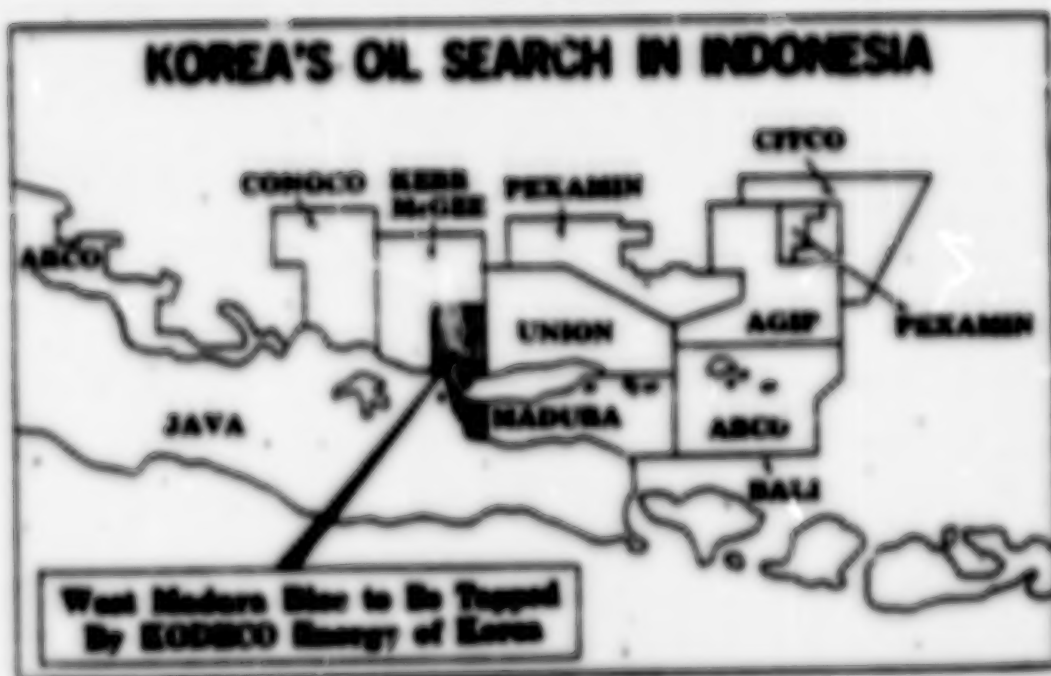 KOREA'S OIL SEARCH IN INDONESIA
CITCO
CONOCO
KERR
McGEE
PEXAMIN
ARCO
UNION
AGIP
PEXAMIN
JAVA
MADURA
ARCO
BALI
West Madura Bloc to Be Tapped
By KODECO Energy of Korea